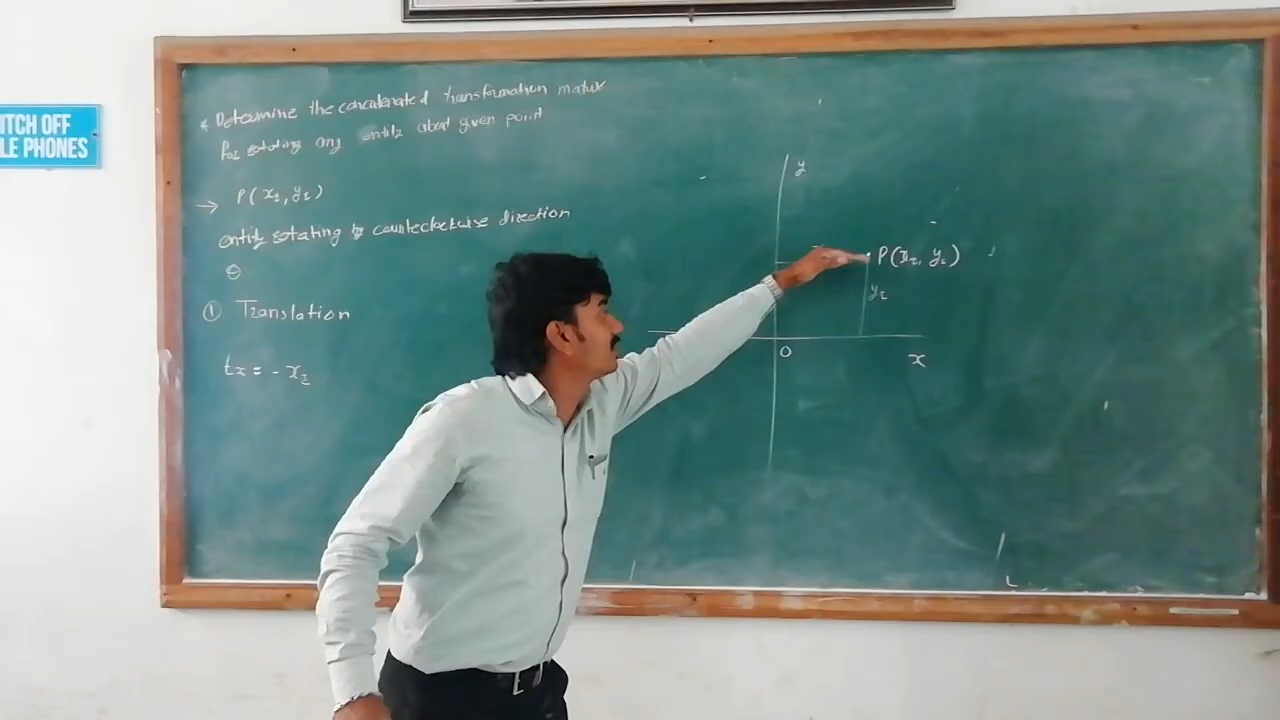 ITCH OFF
LE PHONES
* Determine the concatenated transformation matrix
for rotating any entity about given point
→ P(x₂, y₂)
entity rotating by counterclockwise direction
θ
① Translation
tx = - x₂
y
P(x₂, y₂)
y₂
O
x